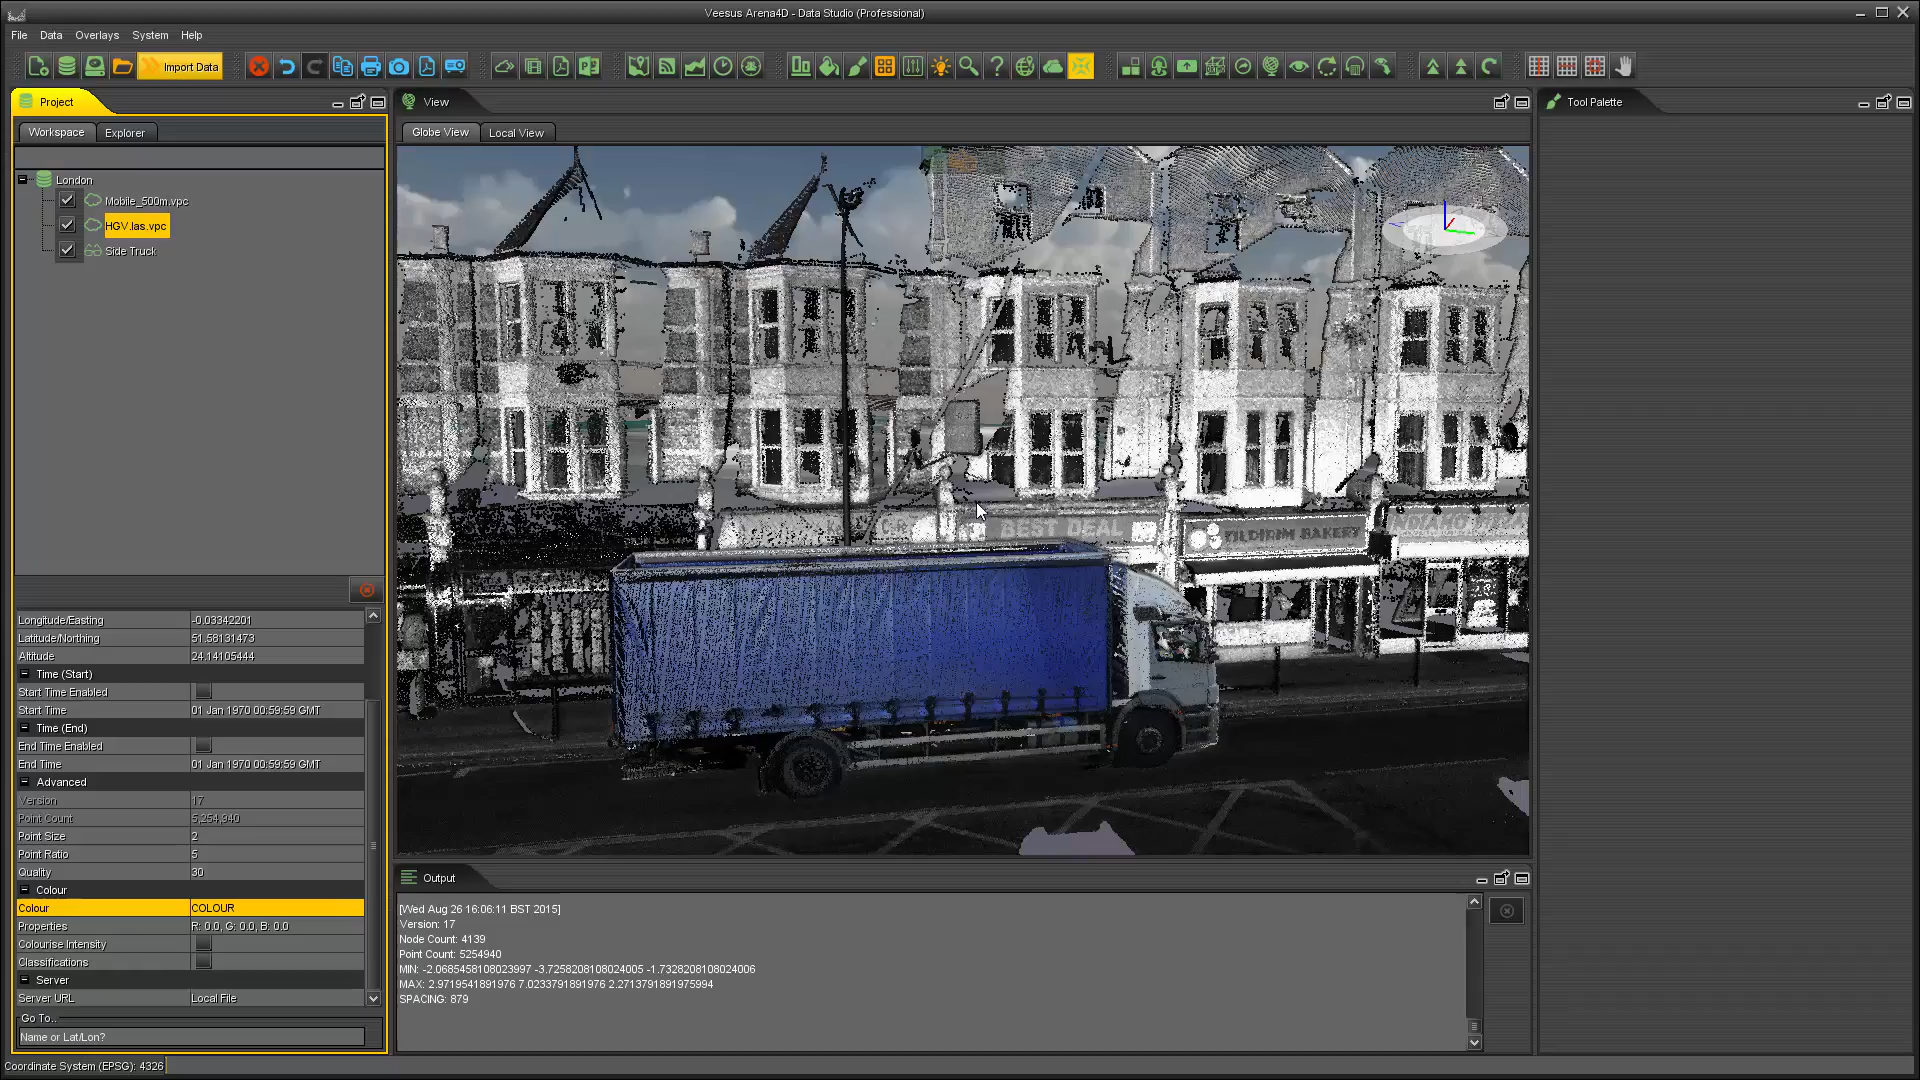 Veesus Arena4D - Data Studio (Professional)
File Data Overlays System Help
Import Data
Project
View
Tool Palette
Workspace Explorer
Globe View Local View
London
Mobile_500m.vpc
HGV.las.vpc
Side Truck
BEST DEAL
YILDIRIM BAKERY
Longitude/Easting -0.03342201
Latitude/Northing 51.58131473
Altitude 24.14105444
Time (Start)
Start Time Enabled
Start Time 01 Jan 1970 00:59:59 GMT
Time (End)
End Time Enabled
End Time 01 Jan 1970 00:59:59 GMT
Advanced
Version 17
Point Count 5,254,940
Point Size 2
Point Ratio 5
Quality 30
Colour
Colour COLOUR
Properties R: 0.0, G: 0.0, B: 0.0
Colourise Intensity
Classifications
Server
Server URL Local File
Go To..
Name or Lat/Lon?
Output
[Wed Aug 26 16:06:11 BST 2015]
Version: 17
Node Count: 4139
Point Count: 5254940
MIN: -2.0685458108023997 -3.7258208108024005 -1.7328208108024006
MAX: 2.9719541891976 7.0233791891976 2.2713791891975994
SPACING: 879
Coordinate System (EPSG): 4326